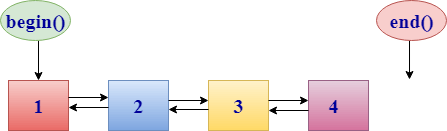 begin() end()
1 2 3 4